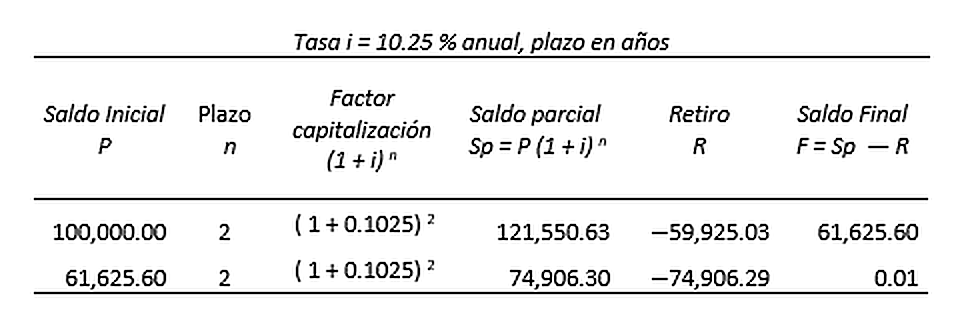 Tasa i = 10.25 % anual, plazo en años
Saldo Inicial Plazo Factor capitalización Saldo parcial Retiro Saldo Final
P n (1 + i) ⁿ Sp = P (1 + i) ⁿ R F = Sp — R
100,000.00 2 ( 1 + 0.1025) ² 121,550.63 —59,925.03 61,625.60
61,625.60 2 ( 1 + 0.1025) ² 74,906.30 —74,906.29 0.01